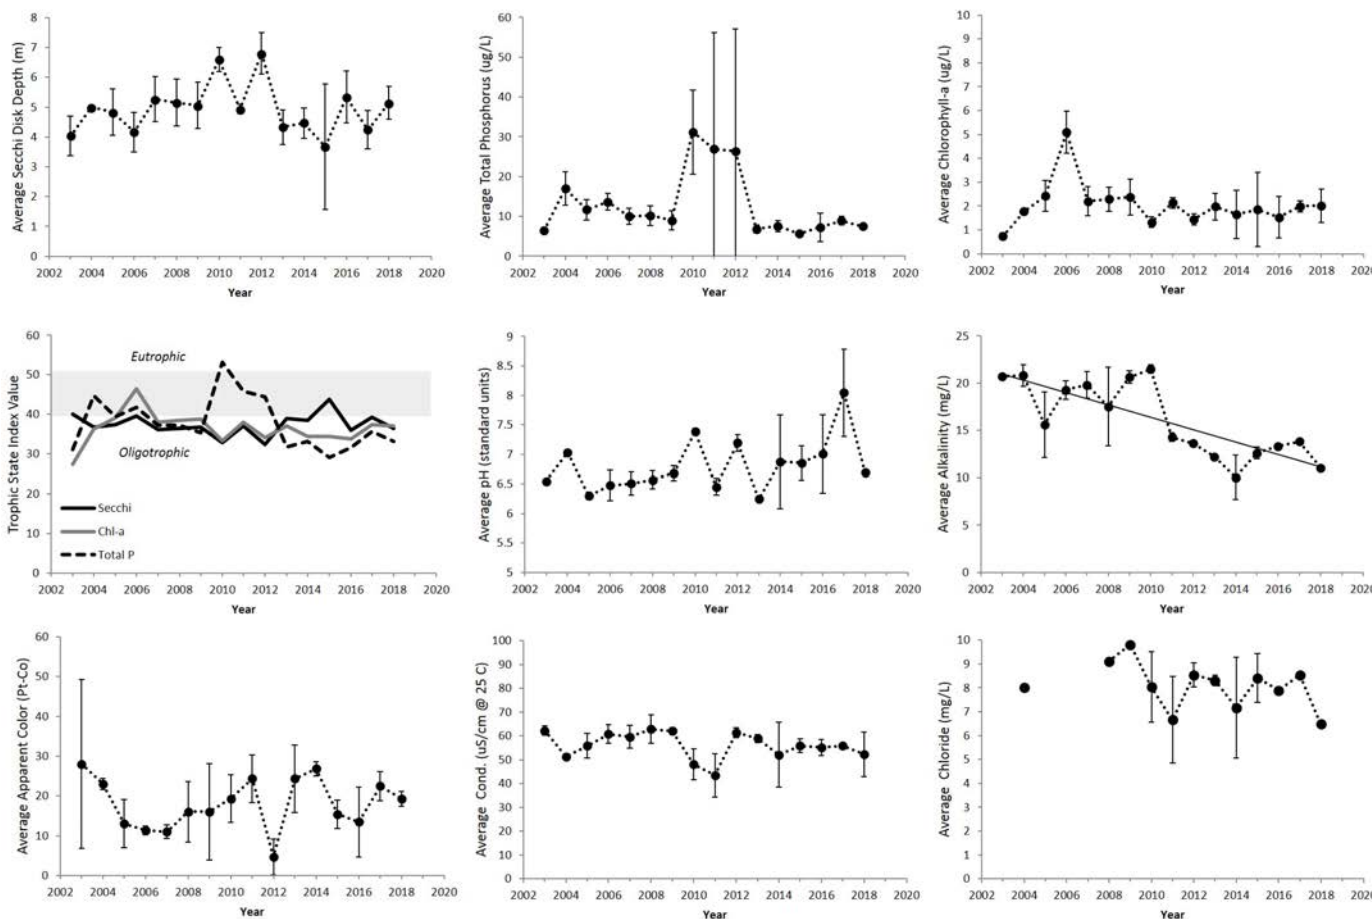 Average Secchi Disk Depth (m)
8
7
6
5
4
3
2
1
0
2002 2004 2006 2008 2010 2012 2014 2016 2018 2020
Year
Average Total Phosphorus (ug/L)
60
50
40
30
20
10
0
2002 2004 2006 2008 2010 2012 2014 2016 2018 2020
Year
Average Chlorophyll-a (ug/L)
10
9
8
7
6
5
4
3
2
1
0
2002 2004 2006 2008 2010 2012 2014 2016 2018 2020
Year
Trophic State Index Value
60
50
40
30
20
10
0
Eutrophic
Oligotrophic
Secchi
Chl-a
Total P
2002 2004 2006 2008 2010 2012 2014 2016 2018 2020
Year
Average pH (standard units)
9
8.5
8
7.5
7
6.5
6
5.5
5
2002 2004 2006 2008 2010 2012 2014 2016 2018 2020
Year
Average Alkalinity (mg/L)
25
20
15
10
5
0
2002 2004 2006 2008 2010 2012 2014 2016 2018 2020
Year
Average Apparent Color (Pt-Co)
60
50
40
30
20
10
0
2002 2004 2006 2008 2010 2012 2014 2016 2018 2020
Year
Average Cond. (uS/cm @ 25 C)
100
90
80
70
60
50
40
30
20
10
0
2002 2004 2006 2008 2010 2012 2014 2016 2018 2020
Year
Average Chloride (mg/L)
10
9
8
7
6
5
4
3
2
1
0
2002 2004 2006 2008 2010 2012 2014 2016 2018 2020
Year